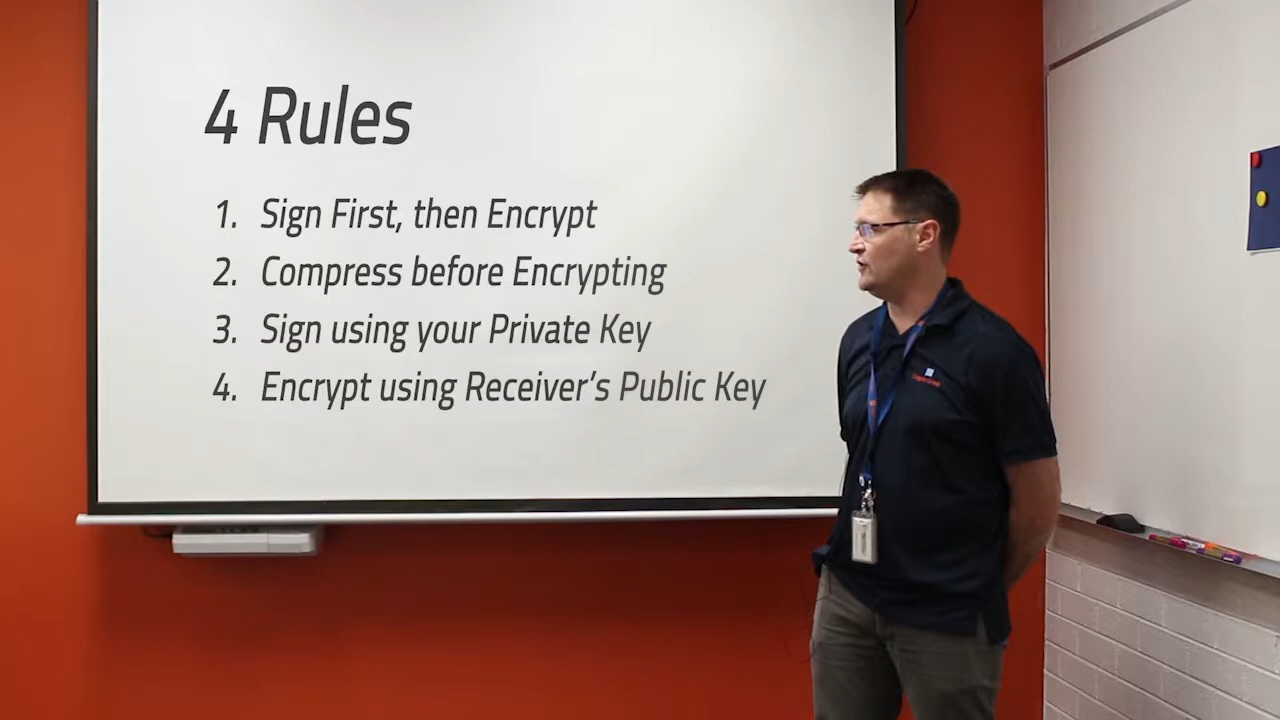 4 Rules
1. Sign First, then Encrypt
2. Compress before Encrypting
3. Sign using your Private Key
4. Encrypt using Receiver's Public Key